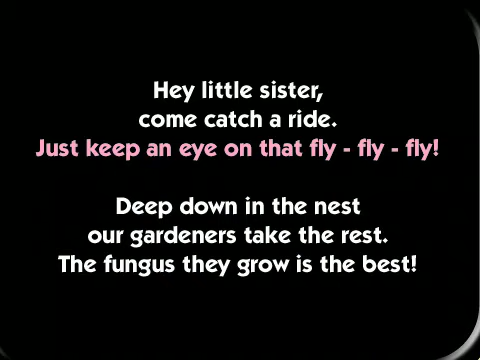 Hey little sister,
come catch a ride.
Just keep an eye on that fly - fly - fly!
Deep down in the nest
our gardeners take the rest.
The fungus they grow is the best!